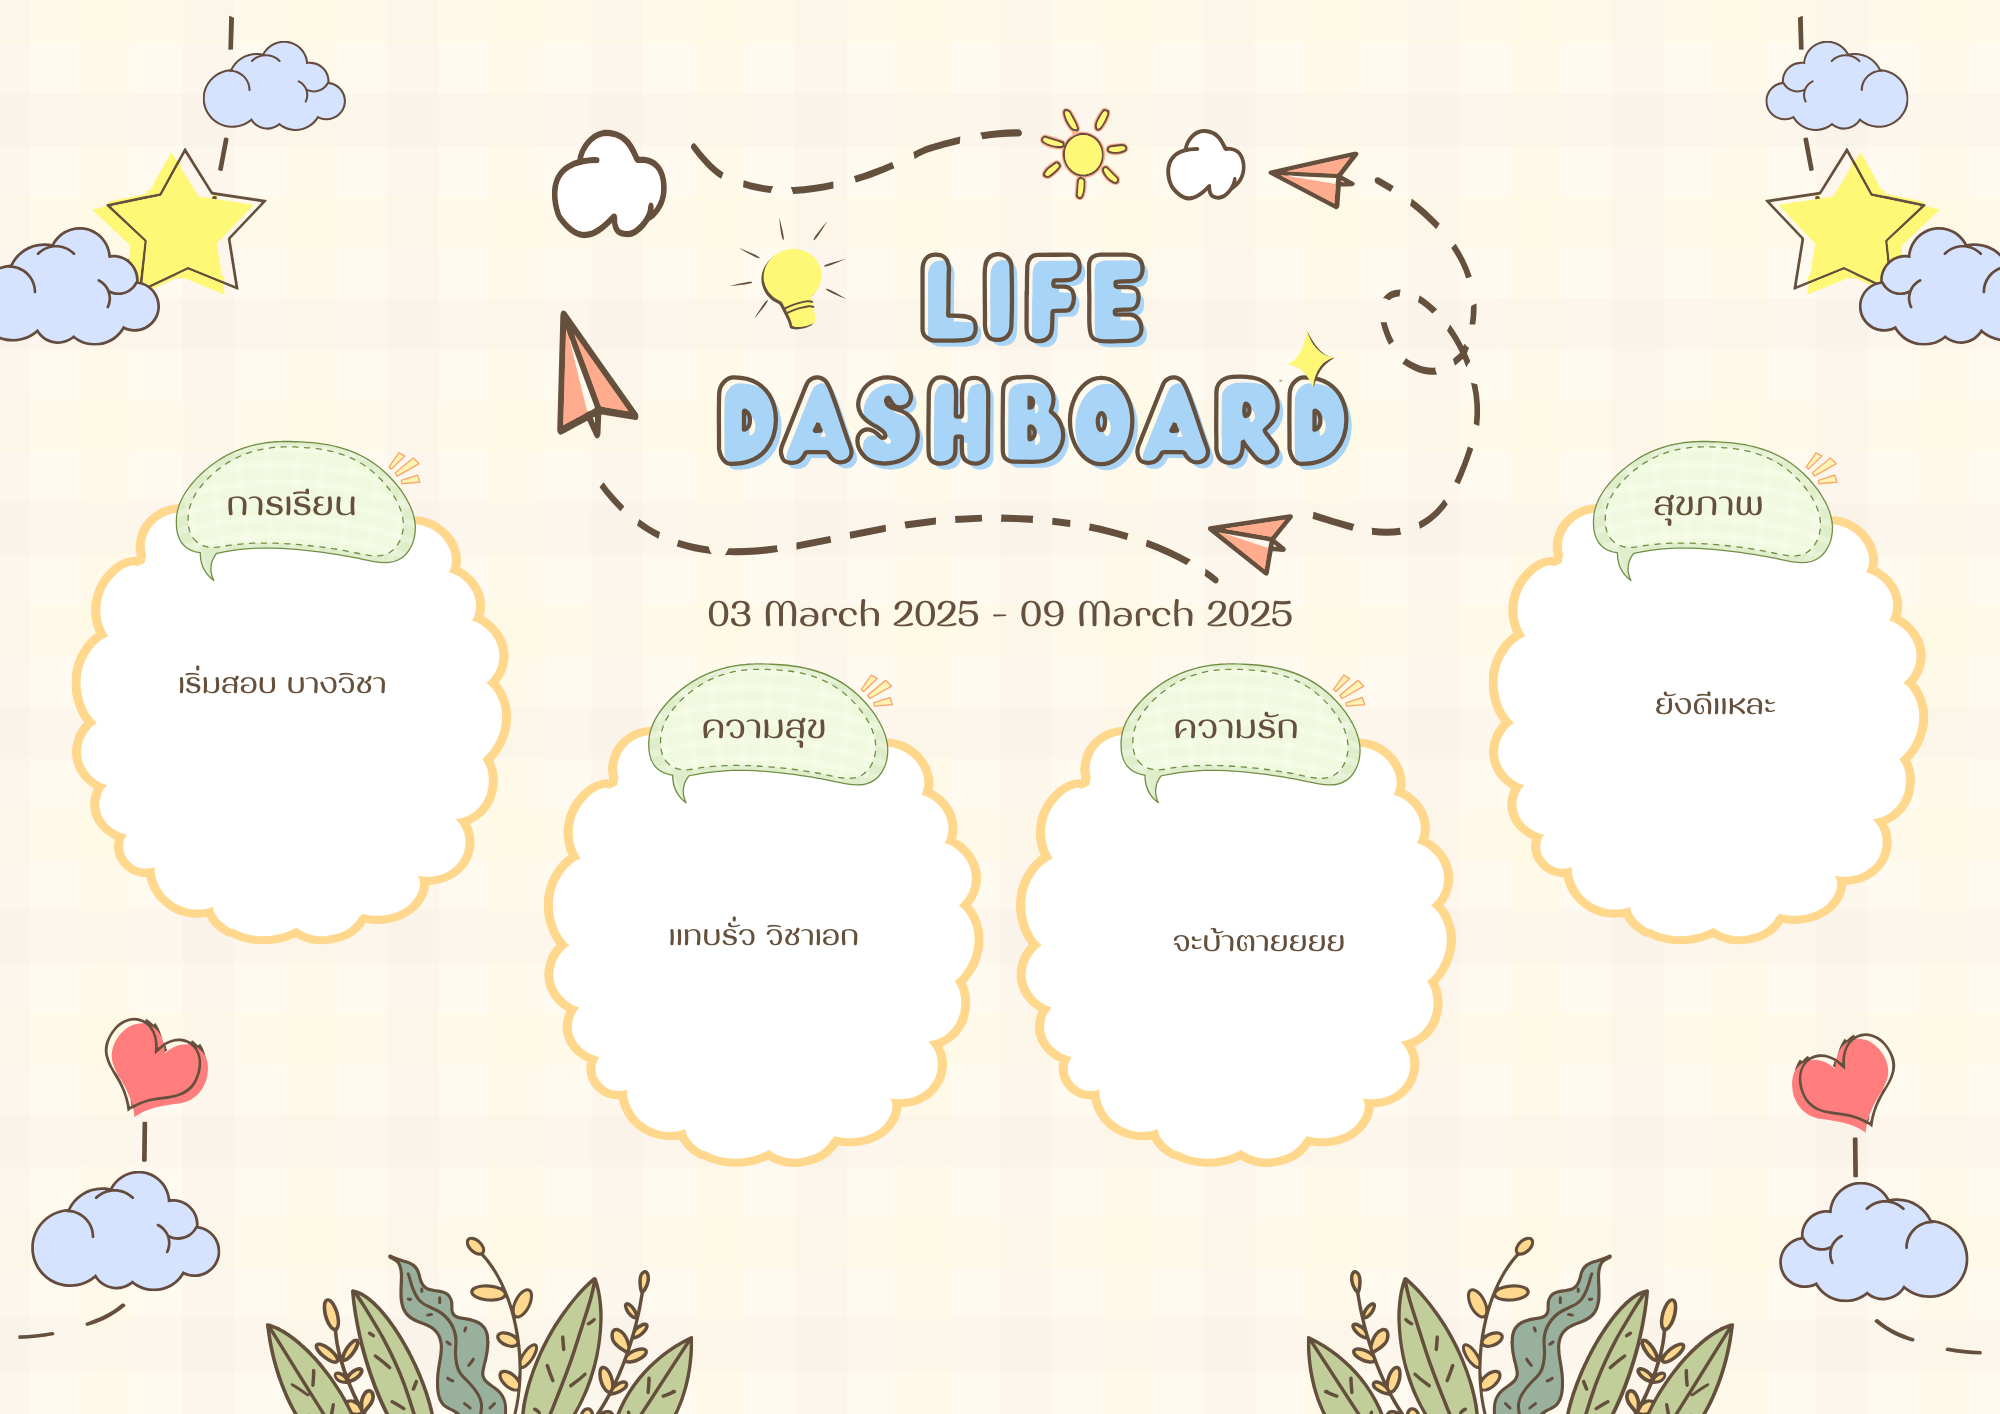 LIFE
DASHBOARD
03 March 2025 - 09 March 2025
การเรียน
เริ่มสอบ บางวิชา
ความสุข
แทบรั่ว วิชาเอก
ความรัก
จะบ้าตายยยย
สุขภาพ
ยังดีแหละ